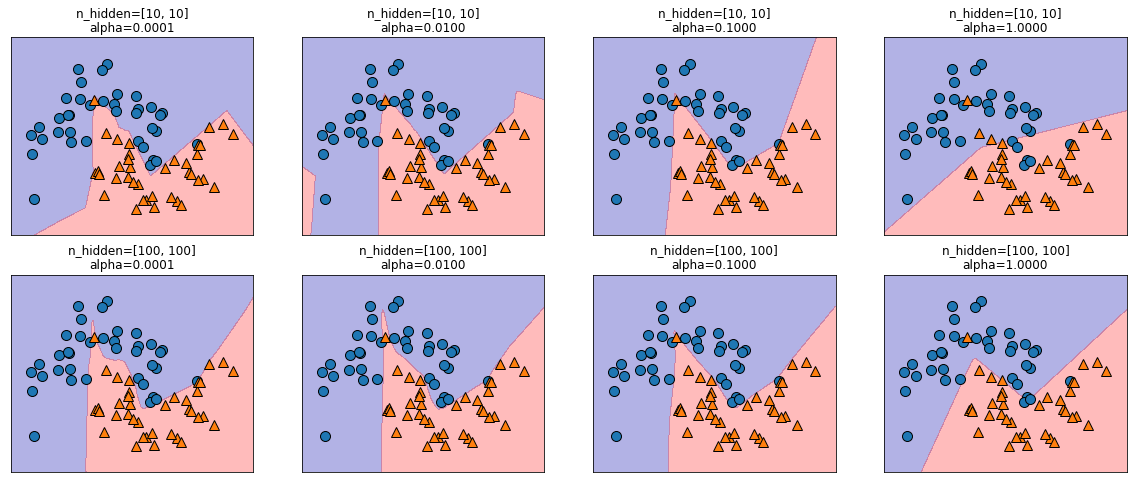 n_hidden=[10, 10]
alpha=0.0001
n_hidden=[10, 10]
alpha=0.0100
n_hidden=[10, 10]
alpha=0.1000
n_hidden=[10, 10]
alpha=1.0000
n_hidden=[100, 100]
alpha=0.0001
n_hidden=[100, 100]
alpha=0.0100
n_hidden=[100, 100]
alpha=0.1000
n_hidden=[100, 100]
alpha=1.0000